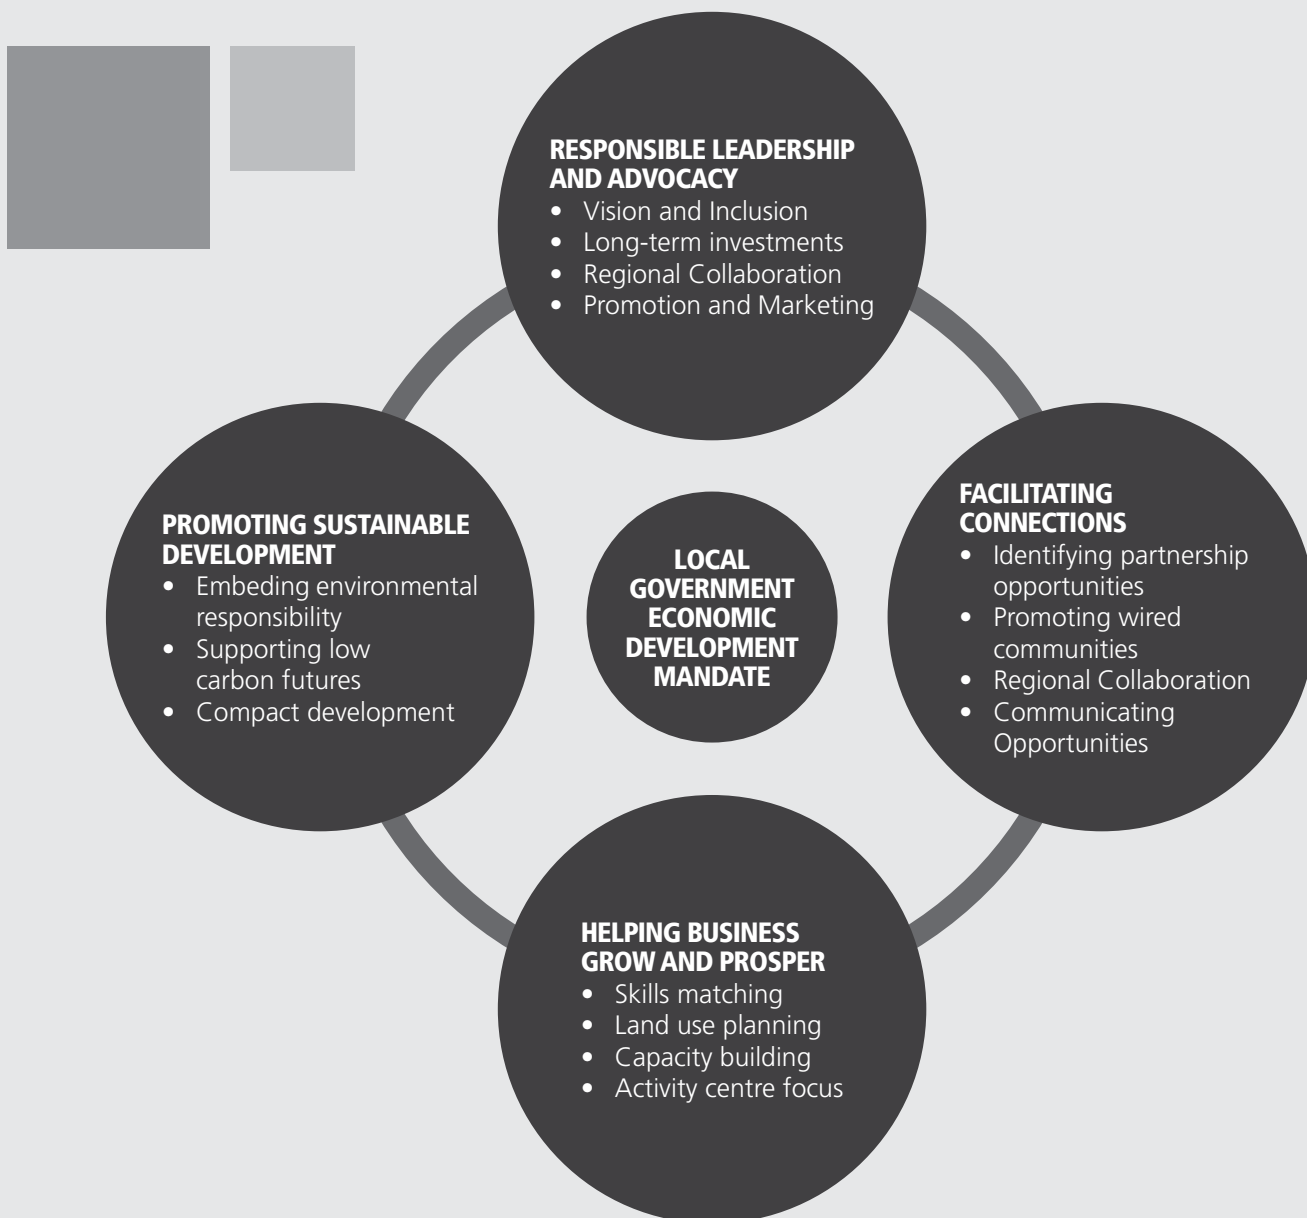 RESPONSIBLE LEADERSHIP
AND ADVOCACY
• Vision and Inclusion
• Long-term investments
• Regional Collaboration
• Promotion and Marketing
PROMOTING SUSTAINABLE
DEVELOPMENT
• Embeding environmental
responsibility
• Supporting low
carbon futures
• Compact development
LOCAL
GOVERNMENT
ECONOMIC
DEVELOPMENT
MANDATE
FACILITATING
CONNECTIONS
• Identifying partnership
opportunities
• Promoting wired
communities
• Regional Collaboration
• Communicating
Opportunities
HELPING BUSINESS
GROW AND PROSPER
• Skills matching
• Land use planning
• Capacity building
• Activity centre focus